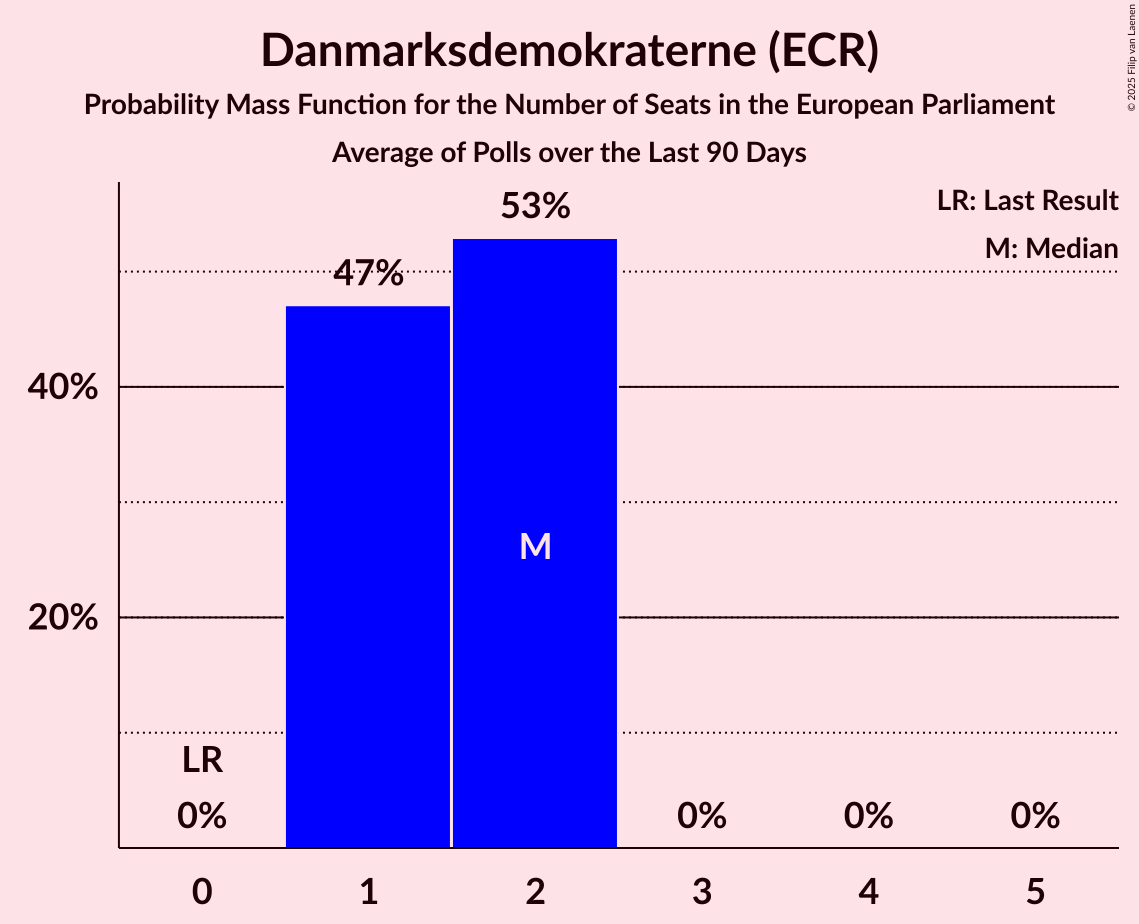 Danmarksdemokraterne (ECR)
Probability Mass Function for the Number of Seats in the European Parliament
Average of Polls over the Last 90 Days
© 2025 Filip van Laenen
LR: Last Result
M: Median
53%
47%
40%
M
20%
LR
0%
0%
0%
0%
0
1
2
3
4
5